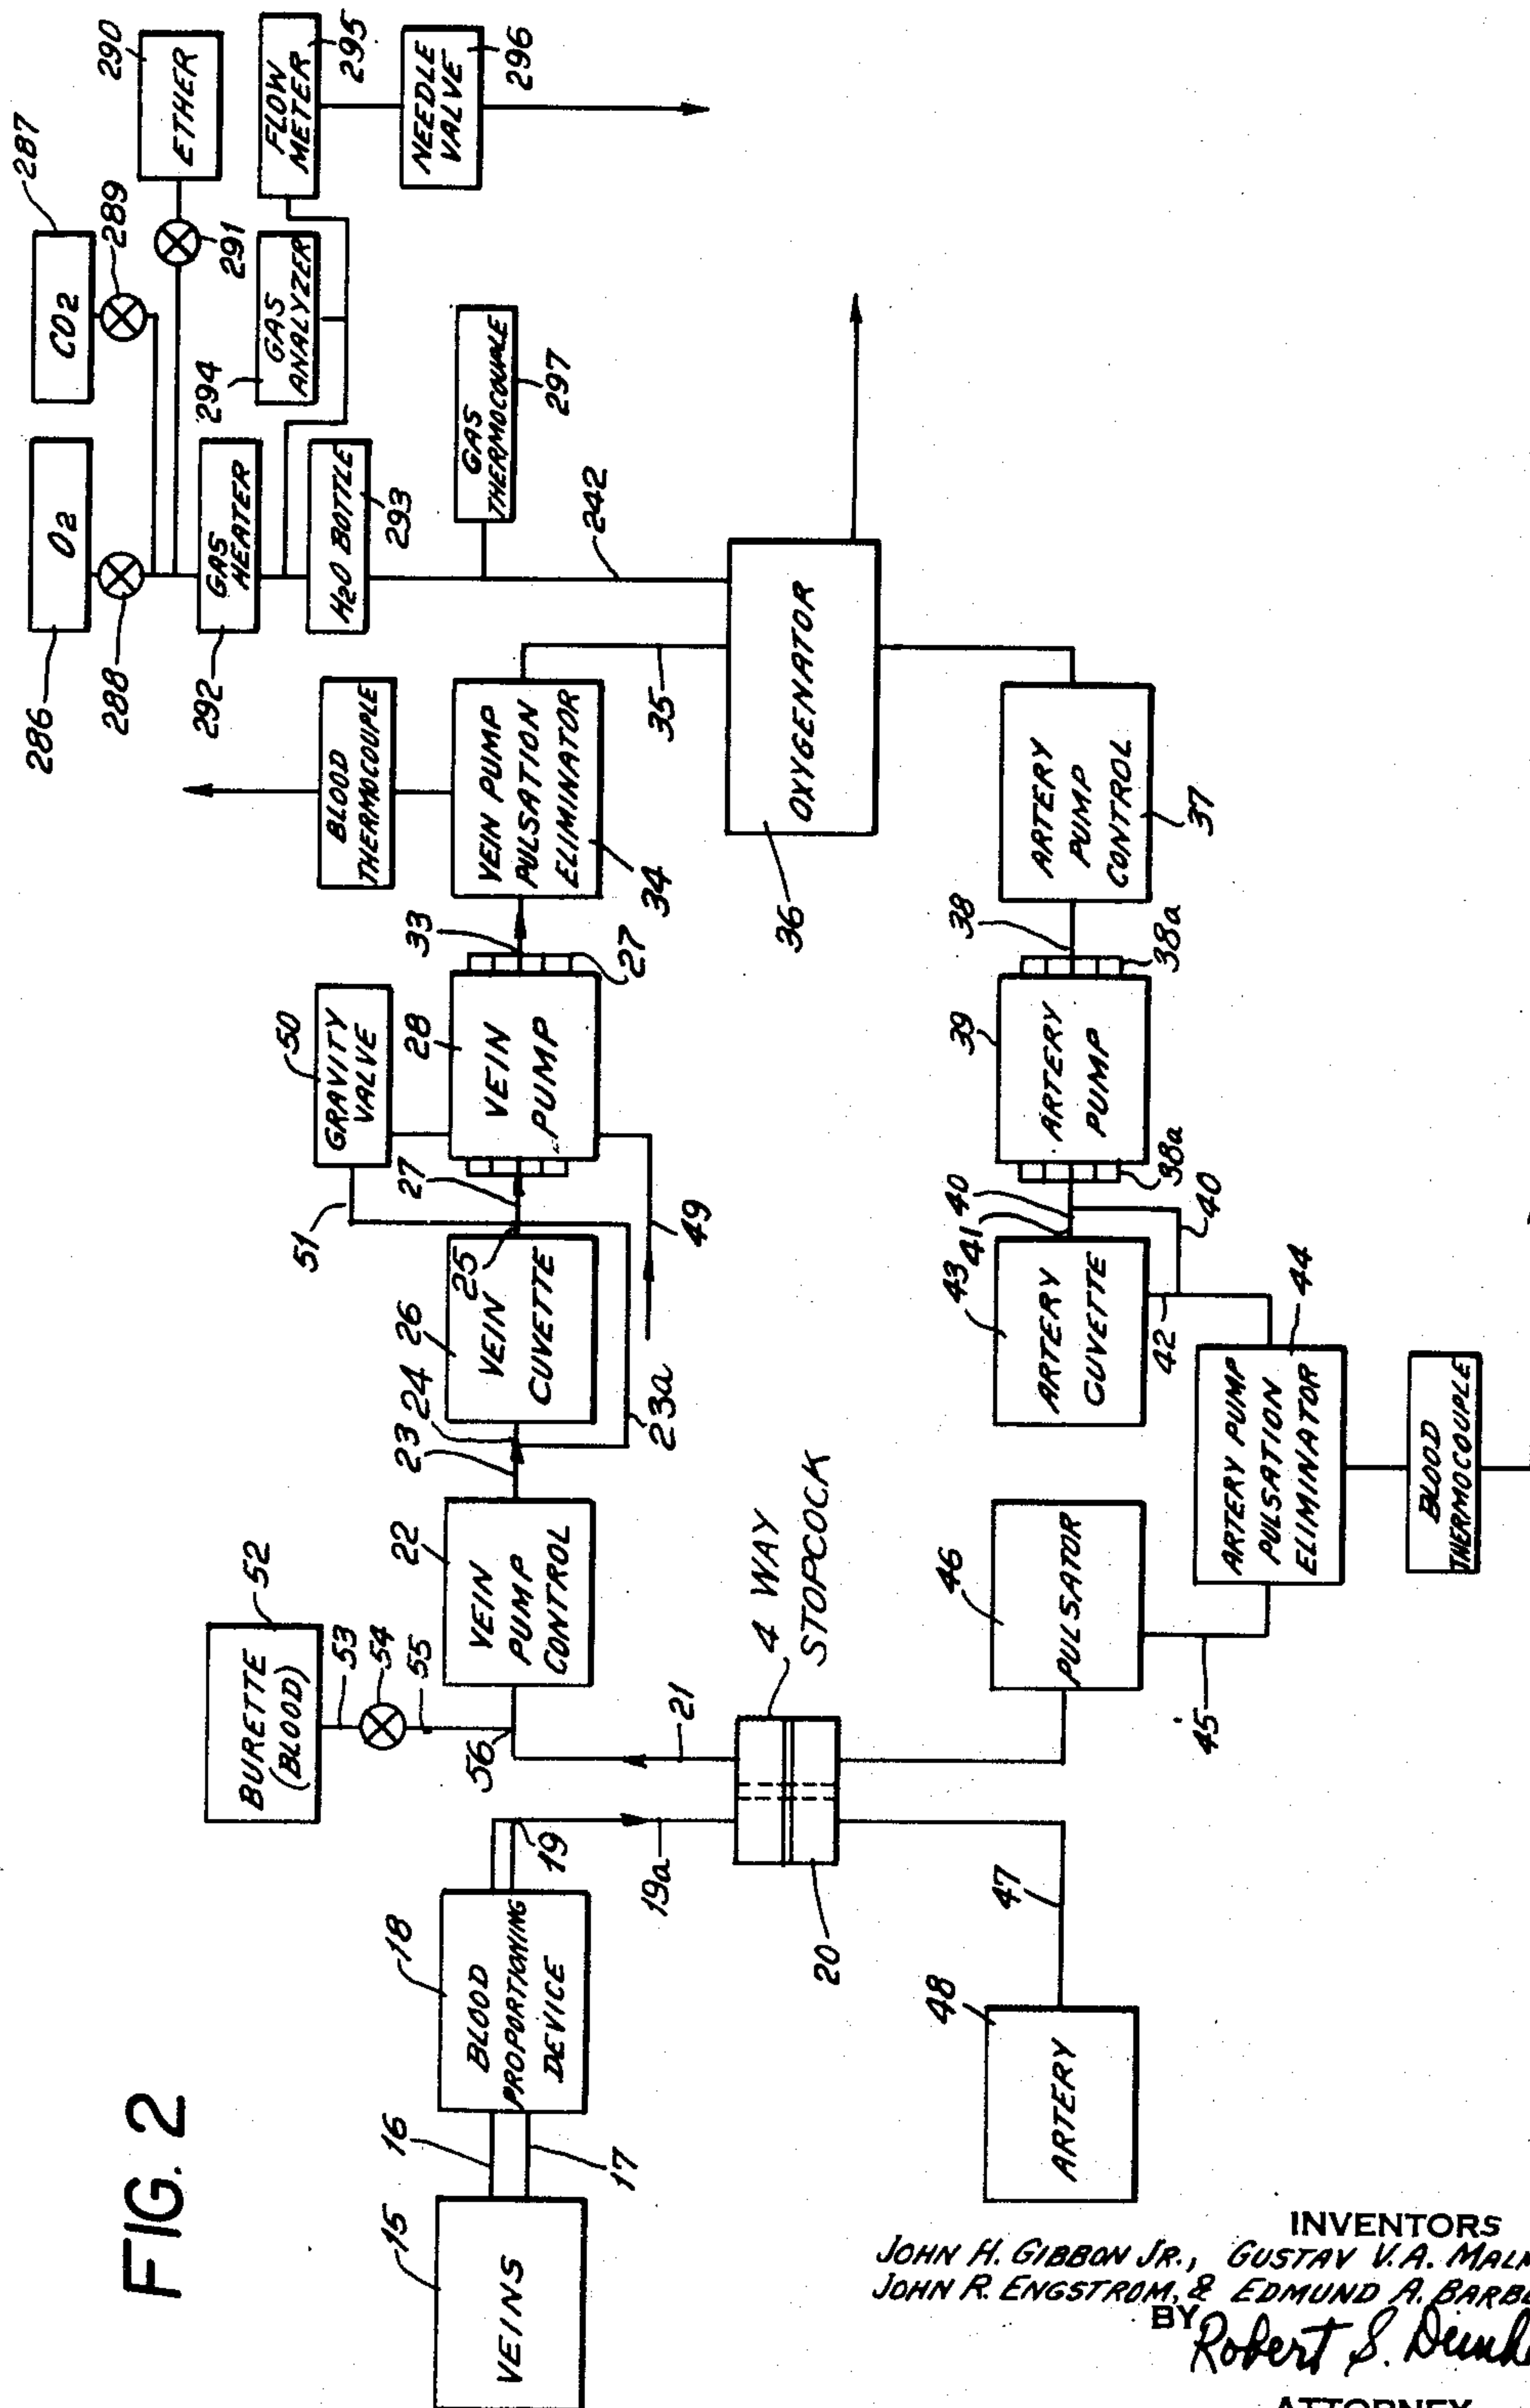 FIG. 2
VEINS
15
16
17
BLOOD
PROPORTIONING
DEVICE
18
19
19a
4 WAY
STOPCOCK
20
21
BURETTE
(BLOOD)
52
53
54
55
56
VEIN
PUMP
CONTROL
22
23
24
23a
VEIN
CUVETTE
26
25
27
51
GRAVITY
VALVE
50
49
VEIN
PUMP
28
27
33
VEIN PUMP
PULSATION
ELIMINATOR
34
BLOOD
THERMOCOUPLE
35
OXYGENATOR
36
O2
286
288
CO2
287
289
ETHER
290
291
GAS
HEATER
292
H2O BOTTLE
293
GAS
ANALYZER
294
FLOW
METER
295
NEEDLE
VALVE
296
GAS
THERMOCOUPLE
297
242
ARTERY
PUMP
CONTROL
37
38
38a
ARTERY
PUMP
39
38a
40
40
41
42
ARTERY
CUVETTE
43
ARTERY PUMP
PULSATION
ELIMINATOR
44
BLOOD
THERMOCOUPLE
45
PULSATOR
46
47
ARTERY
48
INVENTORS
JOHN H. GIBBON JR., GUSTAV V.A.
JOHN R. ENGSTROM, & EDMUND A.
BY
Robert S.
ATTORNEY